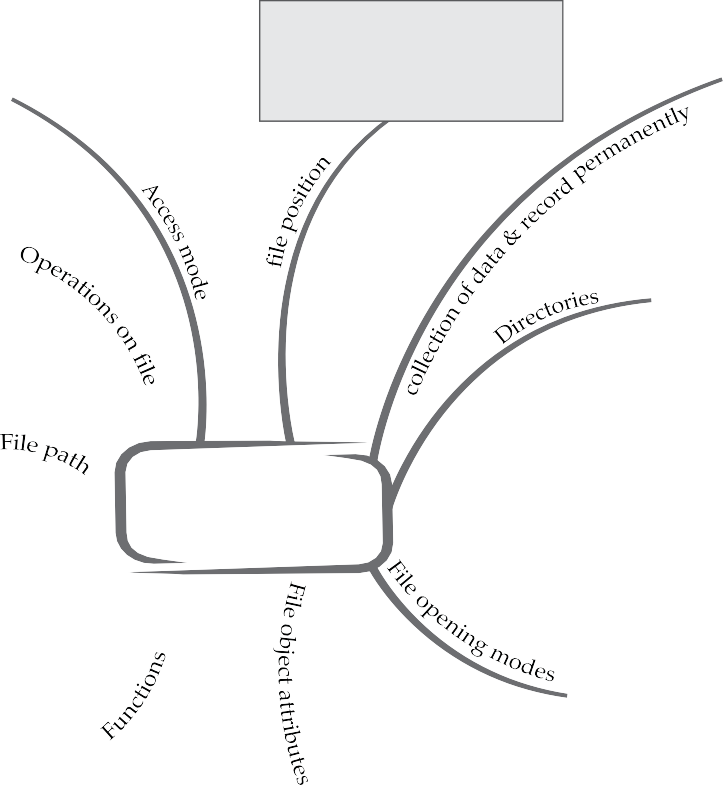 file position
collection of data & record permanently
Access mode
Operations on file
Directories
File path
File opening modes
File object attributes
Functions